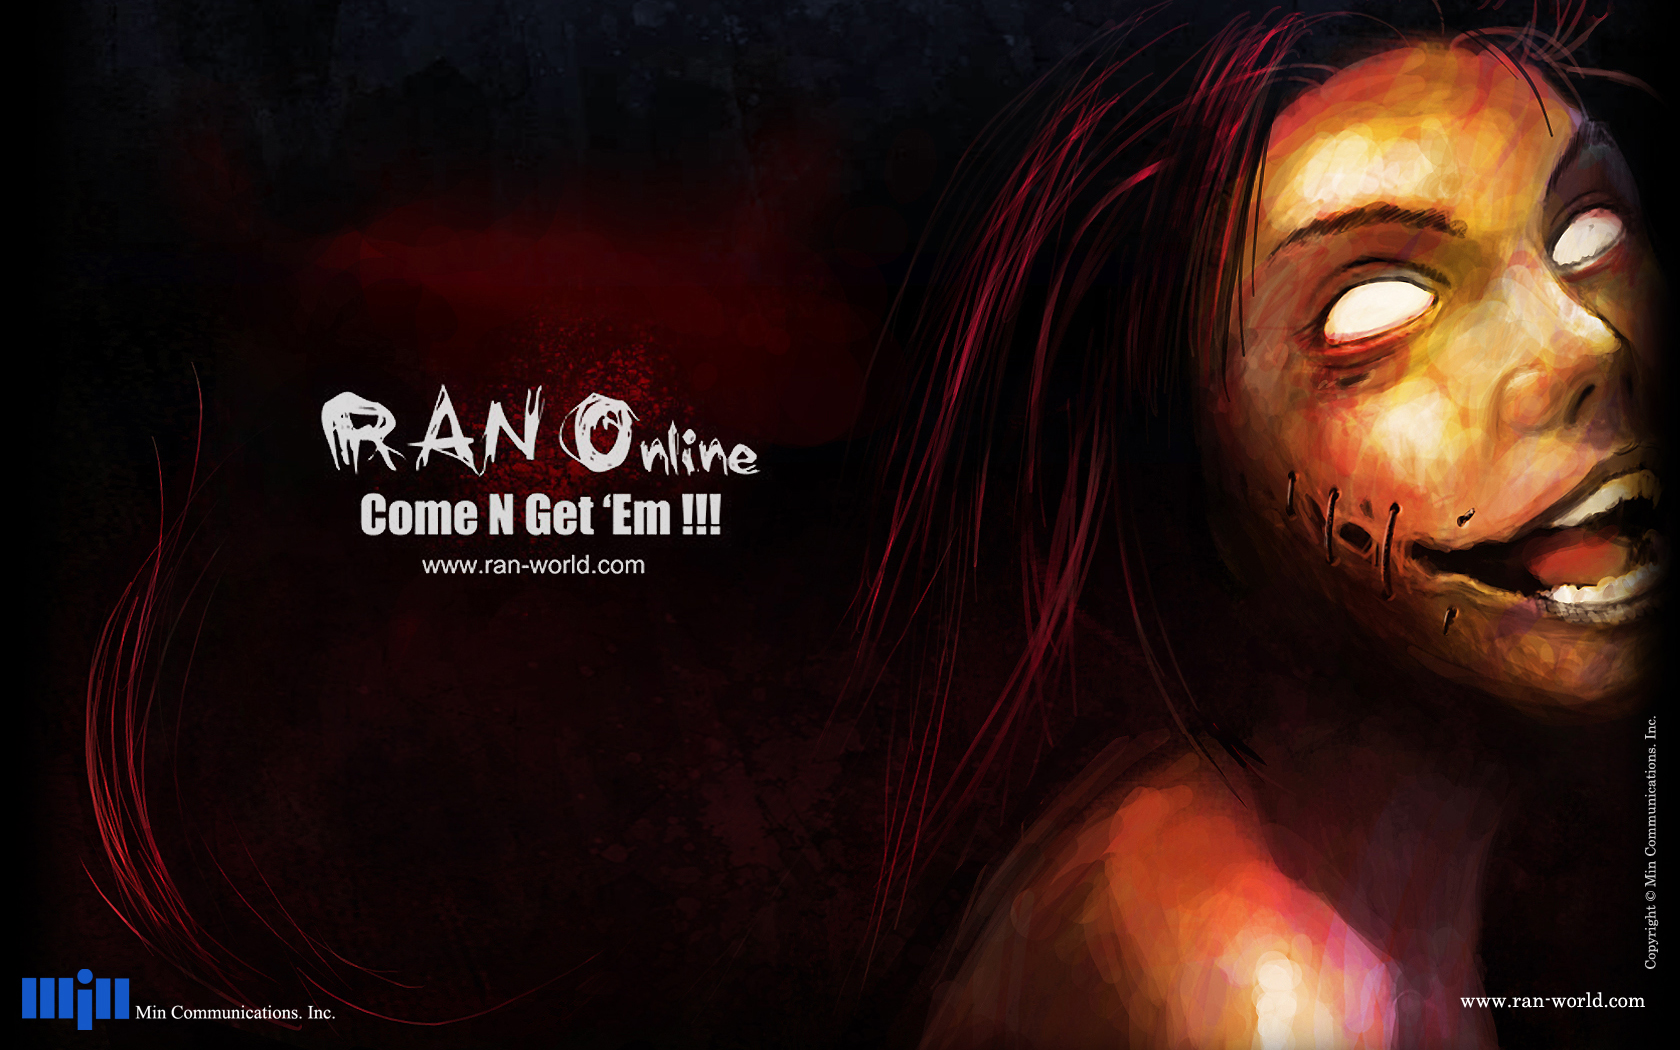 RAN Online
Come N Get ‘Em !!!
www.ran-world.com
Copyright © Min Communications. Inc.
min
Min Communications. Inc.
www.ran-world.com